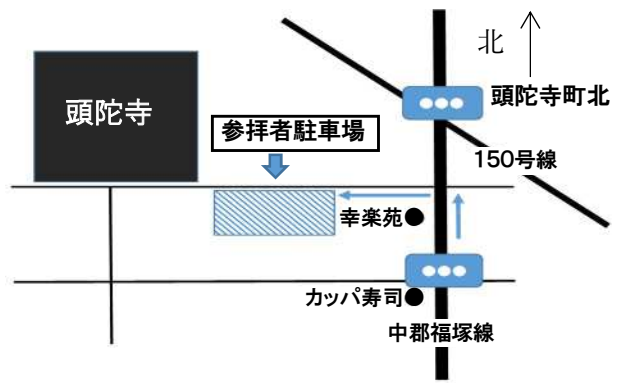 北
頭陀寺
頭陀寺町北
参拝者駐車場
150号線
幸楽苑
カッパ寿司
中郡福塚線